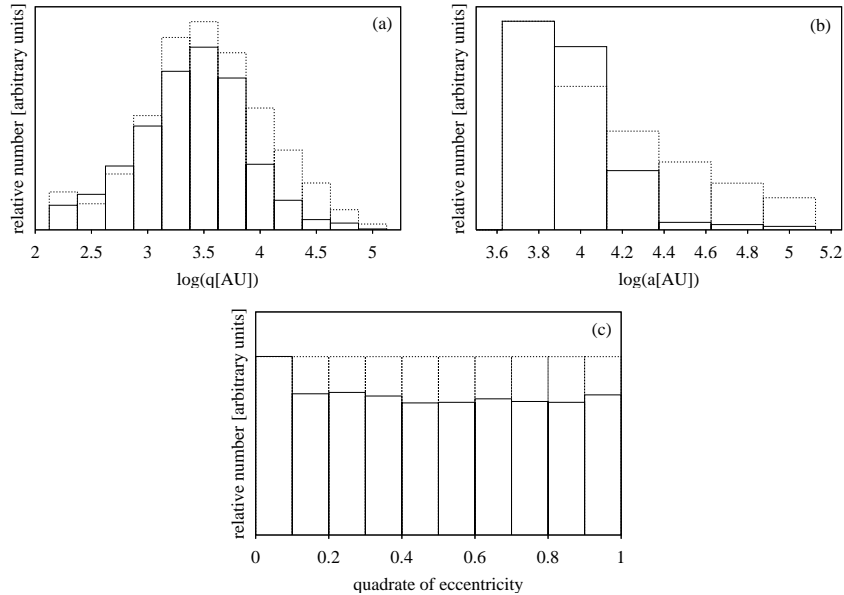 relative number [arbitrary units]
(a)
2 2.5 3 3.5 4 4.5 5
log(q[AU])
relative number [arbitrary units]
(b)
3.6 3.8 4 4.2 4.4 4.6 4.8 5 5.2
log(a[AU])
relative number [arbitrary units]
(c)
0 0.2 0.4 0.6 0.8 1
quadrate of eccentricity